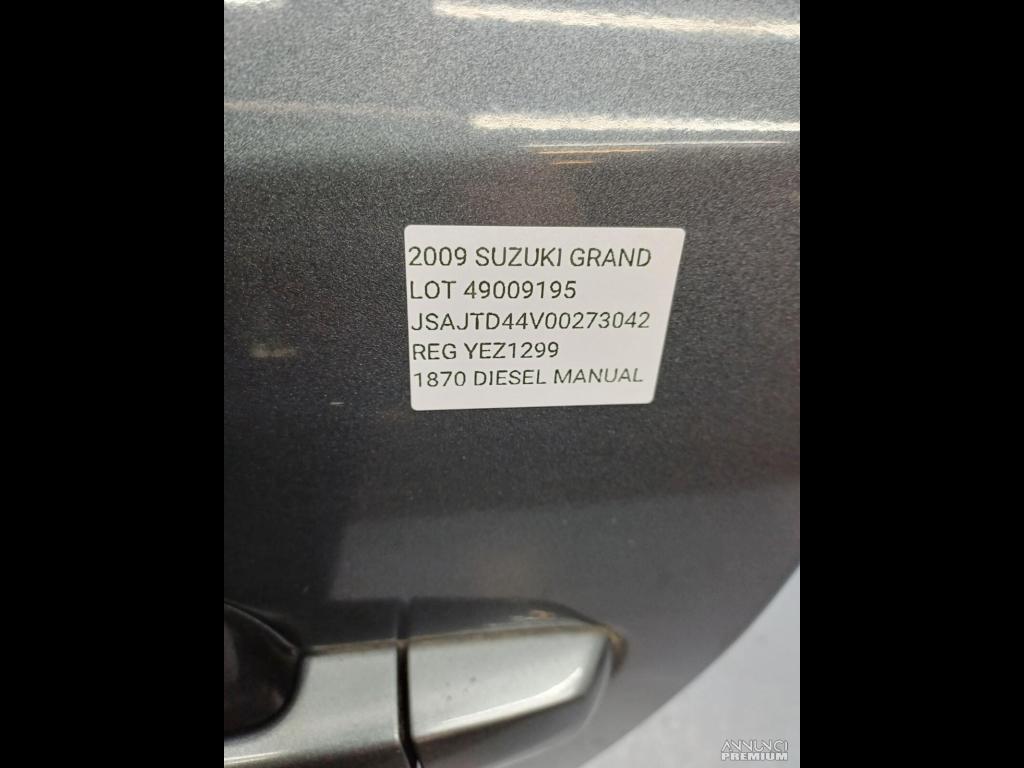 2009 SUZUKI GRAND
LOT 49009195
JSAJTD44V00273042
REG YEZ1299
1870 DIESEL MANUAL
ANNUNCI
PREMIUM